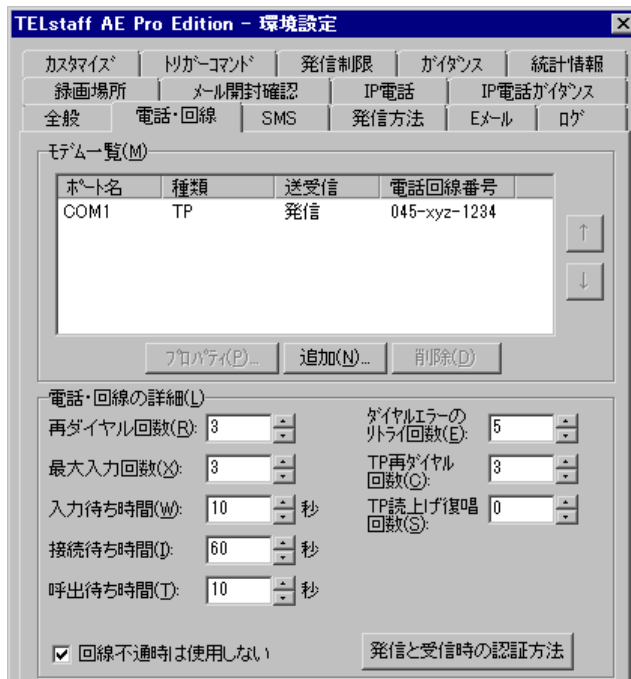 TELstaff AE Pro Edition - 環境設定
ｶｽﾀﾏｲｽﾞ ﾄﾘｶﾞｰｺﾏﾝﾄﾞ 発信制限 ｶﾞｲﾀﾞﾝｽ 統計情報
録画場所 ﾒｰﾙ開封確認 IP電話 IP電話ｶﾞｲﾀﾞﾝｽ
全般 電話・回線 SMS 発信方法 Eﾒｰﾙ ﾛｸﾞ
ﾓﾃﾞﾑ一覧(M)
ﾎﾟｰﾄ名 種類 送受信 電話回線番号
COM1 TP 発信 045-xyz-1234
↑
↓
ﾌﾟﾛﾊﾟﾃｨ(P)... 追加(N)... 削除(D)
電話・回線の詳細(L)
再ダイヤル回数(R): 3
最大入力回数(X): 3
入力待ち時間(W): 10 秒
接続待ち時間(I): 60 秒
呼出待ち時間(T): 10 秒
ﾀﾞｲﾔﾙｴﾗｰの
ﾘﾄﾗｲ回数(E): 5
TP再ﾀﾞｲﾔﾙ
回数(C): 3
TP読上げ復唱
回数(S): 0
回線不通時は使用しない
発信と受信時の認証方法